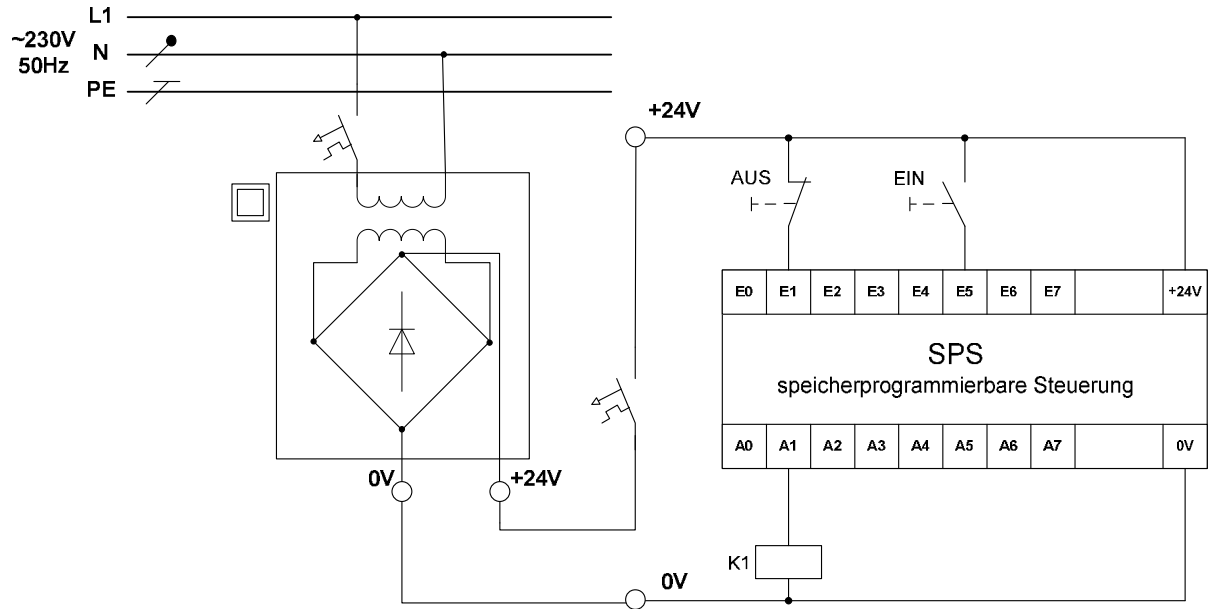 L1
~230V
50Hz
N
PE
+24V
AUS
EIN
E0 E1 E2 E3 E4 E5 E6 E7 +24V
SPS
speicherprogrammierbare Steuerung
A0 A1 A2 A3 A4 A5 A6 A7 0V
0V
+24V
K1
0V